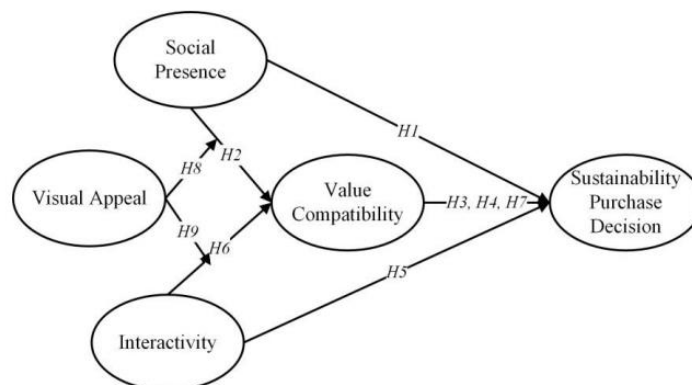 Social
Presence
H1
H2
H8
Visual Appeal
Value
Compatibility
H3, H4, H7
Sustainability
Purchase
Decision
H9
H6
H5
Interactivity